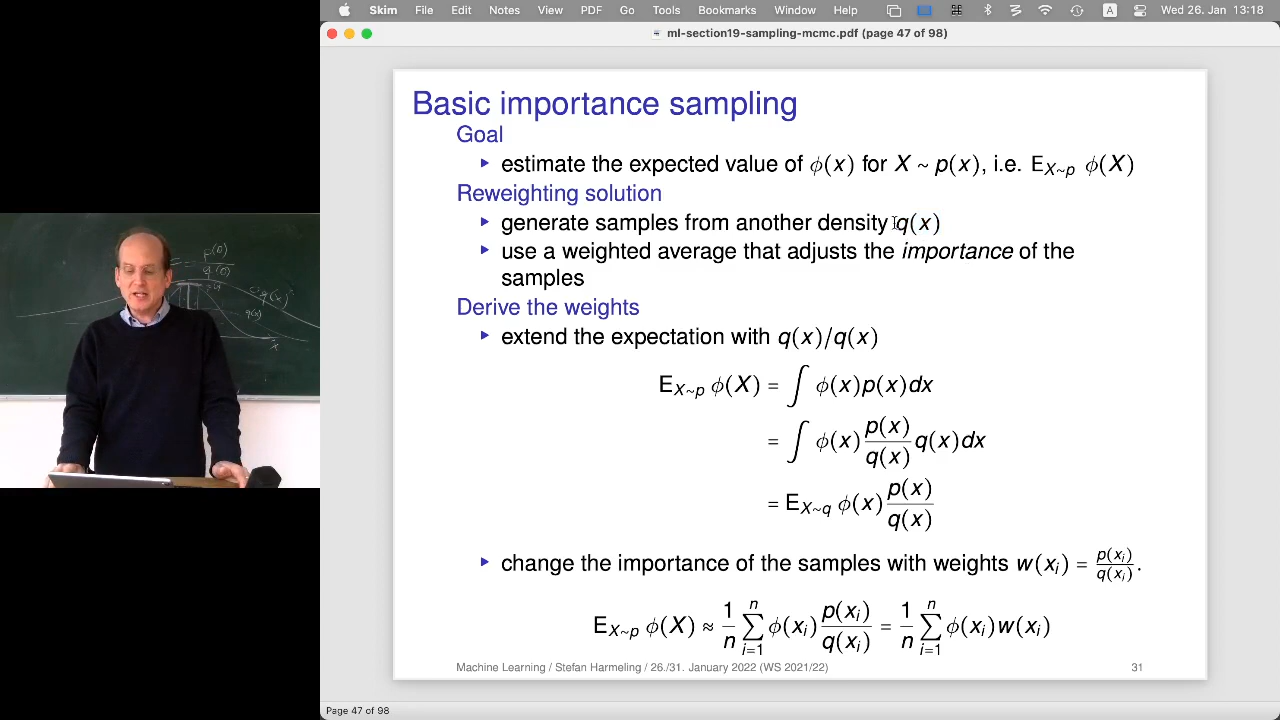 Skim File Edit Notes View PDF Go Tools Bookmarks Window Help A Wed 26. Jan 13:18
ml-section19-sampling-mcmc.pdf (page 47 of 98)
Basic importance sampling
Goal
▸ estimate the expected value of ϕ(x) for X ~ p(x), i.e. E_{X~p} ϕ(X)
Reweighting solution
▸ generate samples from another density q(x)
▸ use a weighted average that adjusts the importance of the
samples
Derive the weights
▸ extend the expectation with q(x)/q(x)
E_{X~p} ϕ(X) = ∫ ϕ(x)p(x)dx
= ∫ ϕ(x) p(x)/q(x) q(x)dx
= E_{X~q} ϕ(x) p(x)/q(x)
▸ change the importance of the samples with weights w(x_i) = p(x_i)/q(x_i).
E_{X~p} ϕ(X) ≈ 1/n ∑_{i=1}^{n} ϕ(x_i) p(x_i)/q(x_i) = 1/n ∑_{i=1}^{n} ϕ(x_i)w(x_i)
Machine Learning / Stefan Harmeling / 26./31. January 2022 (WS 2021/22) 31
Page 47 of 98
p(0)
q(0)
q(x)
q(x)
x